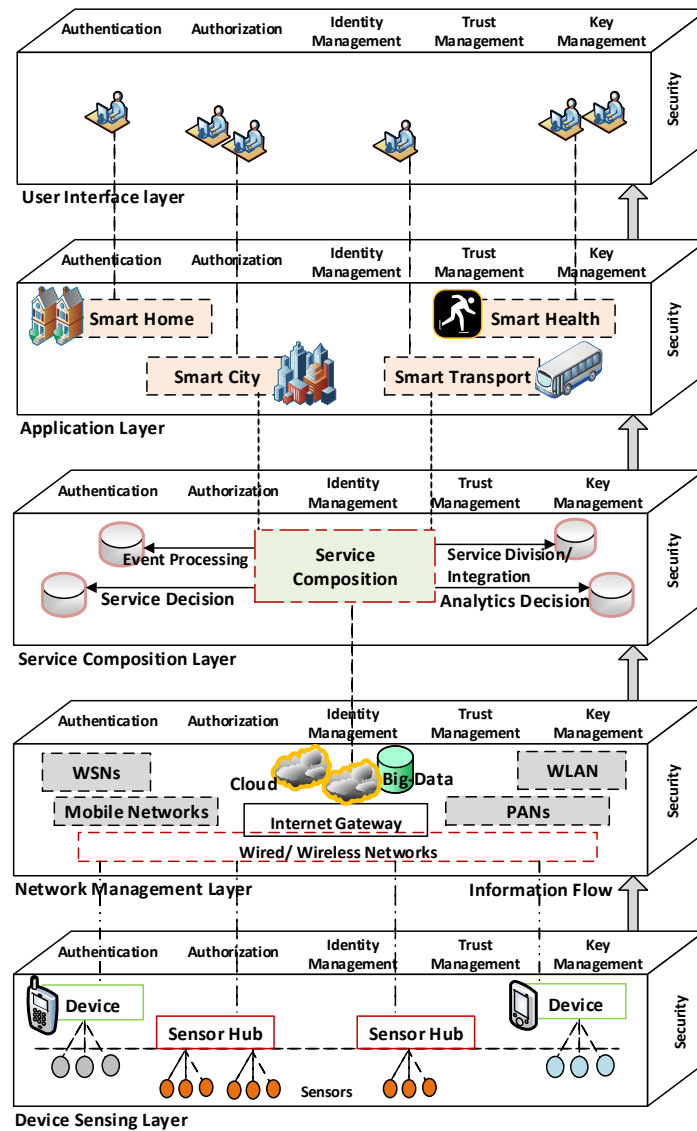 Authentication
Authorization
Identity
Management
Trust
Management
Key
Management
Security
User Interface layer
Authentication
Authorization
Identity
Management
Trust
Management
Key
Management
Security
Smart Home
Smart Health
Smart City
Smart Transport
Application Layer
Authentication
Authorization
Identity
Management
Trust
Management
Key
Management
Security
Event Processing
Service
Composition
Service Division/
Integration
Service Decision
Analytics Decision
Service Composition Layer
Authentication
Authorization
Identity
Management
Trust
Management
Key
Management
Security
WSNs
Cloud
Big-Data
WLAN
Mobile Networks
Internet Gateway
PANs
Wired/ Wireless Networks
Network Management Layer
Information Flow
Authentication
Authorization
Identity
Management
Trust
Management
Key
Management
Security
Device
Sensor Hub
Sensor Hub
Device
Sensors
Device Sensing Layer